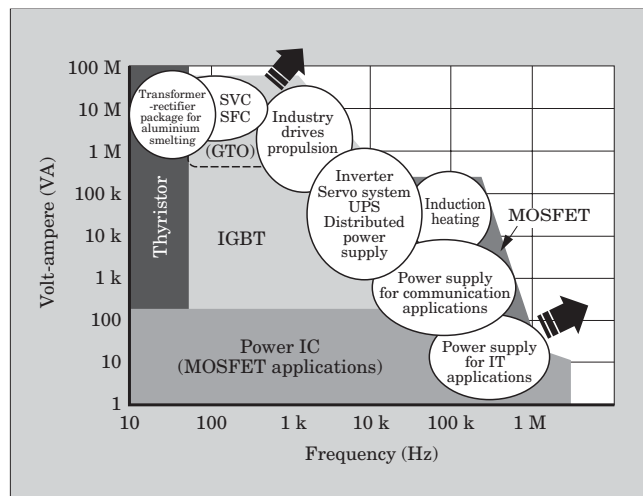 100 M
10 M
1 M
100 k
10 k
1 k
100
10
1
Volt-ampere (VA)
Transformer
-rectifier
package for
aluminium
smelting
SVC
SFC
(GTO)
Industry
drives
propulsion
Thyristor
IGBT
Inverter
Servo system
UPS
Distributed
power
supply
Induction
heating
MOSFET
Power supply
for communication
applications
Power IC
(MOSFET applications)
Power supply
for IT
applications
10
100
1 k
10 k
100 k
1 M
Frequency (Hz)